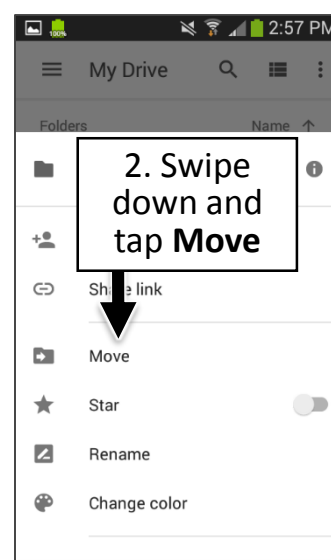 100%
2:57 PM
My Drive
Folders Name
2. Swipe
down and
tap Move
link
Move
Star
Rename
Change color